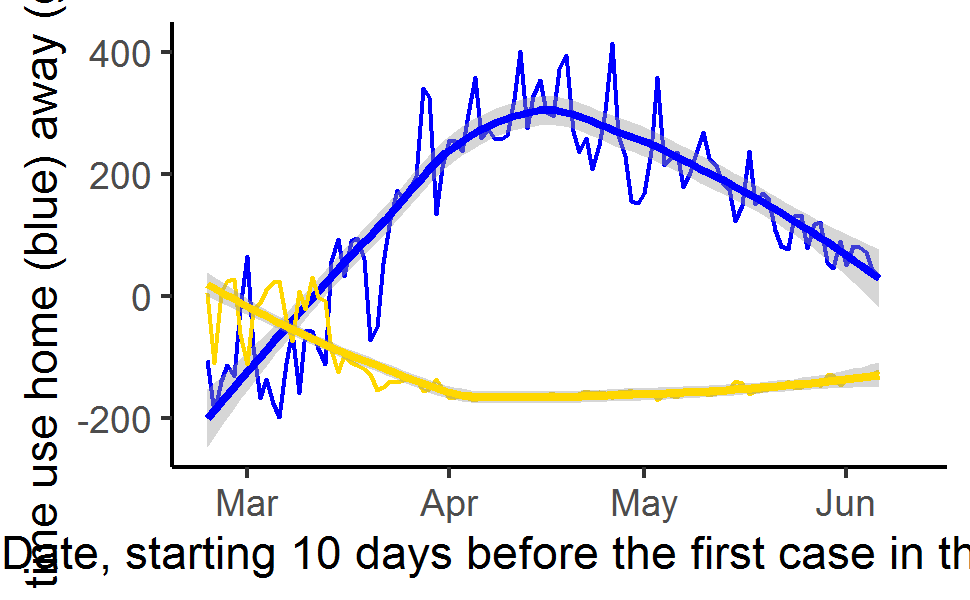 time use home (blue) away (
400
200
0
-200
Mar Apr May Jun
Date, starting 10 days before the first case in th